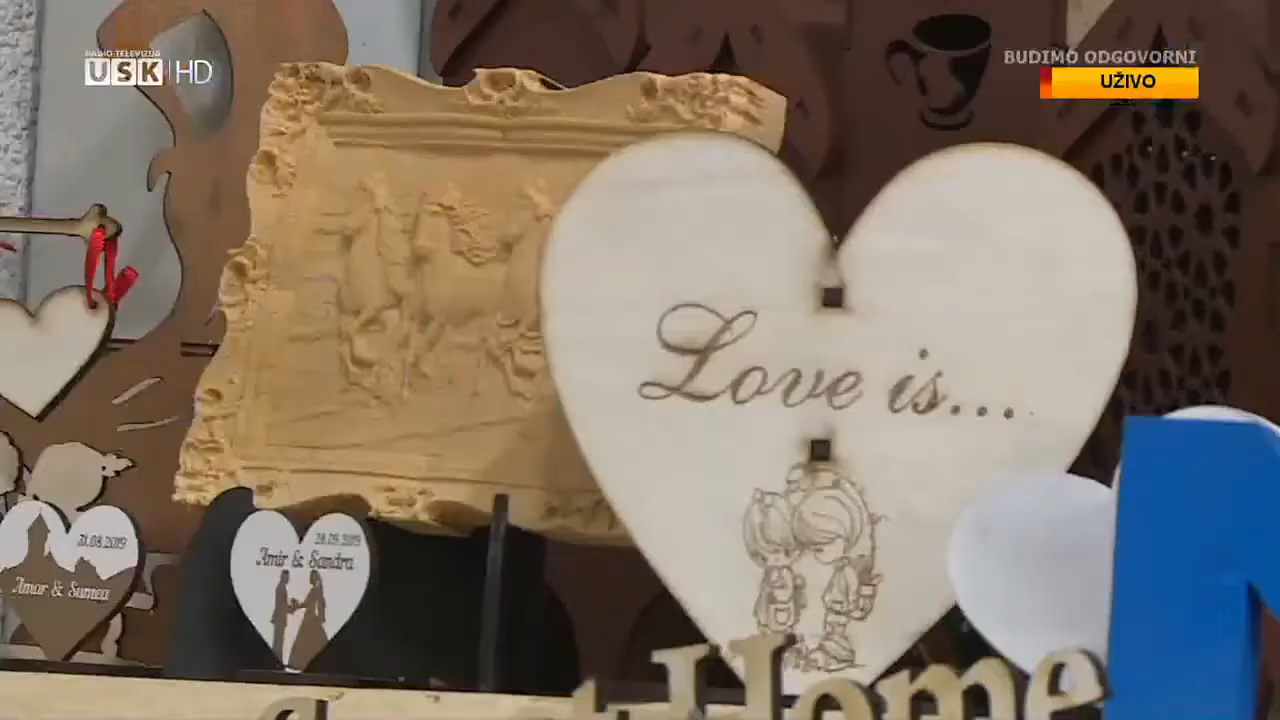 RADIO TELEVIZIJA
USK HD
BUDIMO ODGOVORNI
UŽIVO
Love is...
31.08.2019
Amar & Sumea
28.09.2019
Amir & Sandra
Home